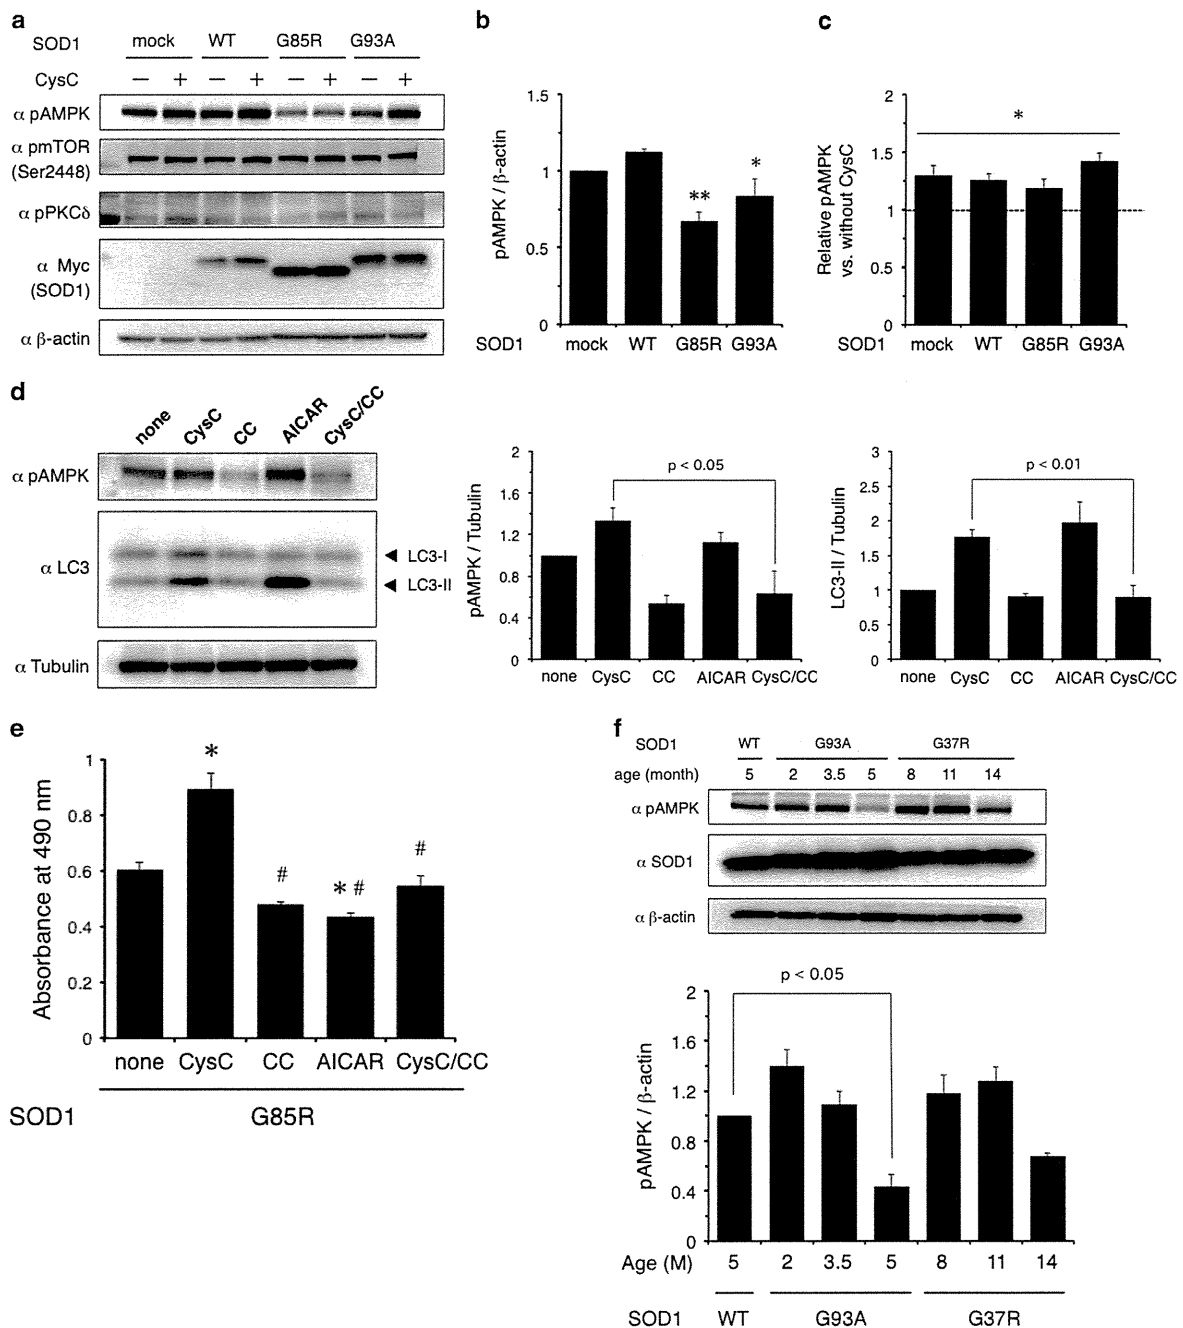 a
SOD1 mock WT G85R G93A
CysC − + − + − + − +
α pAMPK
α pmTOR
(Ser2448)
α pPKCδ
α Myc
(SOD1)
α β-actin
b
pAMPK / β-actin
1.5
1
0.5
0
**
*
SOD1 mock WT G85R G93A
c
Relative pAMPK
vs. without CysC
2
1.5
1
0.5
0
*
SOD1 mock WT G85R G93A
d
none CysC CC AICAR CysC/CC
α pAMPK
α LC3
◄ LC3-I
◄ LC3-II
α Tubulin
pAMPK / Tubulin
2
1.6
1.2
0.8
0.4
0
p < 0.05
none CysC CC AICAR CysC/CC
LC3-II / Tubulin
3
2.5
2
1.5
1
0.5
0
p < 0.01
none CysC CC AICAR CysC/CC
e
Absorbance at 490 nm
1
0.8
0.6
0.4
0.2
0
*
#
* #
#
none CysC CC AICAR CysC/CC
SOD1 G85R
f
SOD1 WT G93A G37R
age (month) 5 2 3.5 5 8 11 14
α pAMPK
α SOD1
α β-actin
p < 0.05
pAMPK / β-actin
2
1.6
1.2
0.8
0.4
0
Age (M) 5 2 3.5 5 8 11 14
SOD1 WT G93A G37R